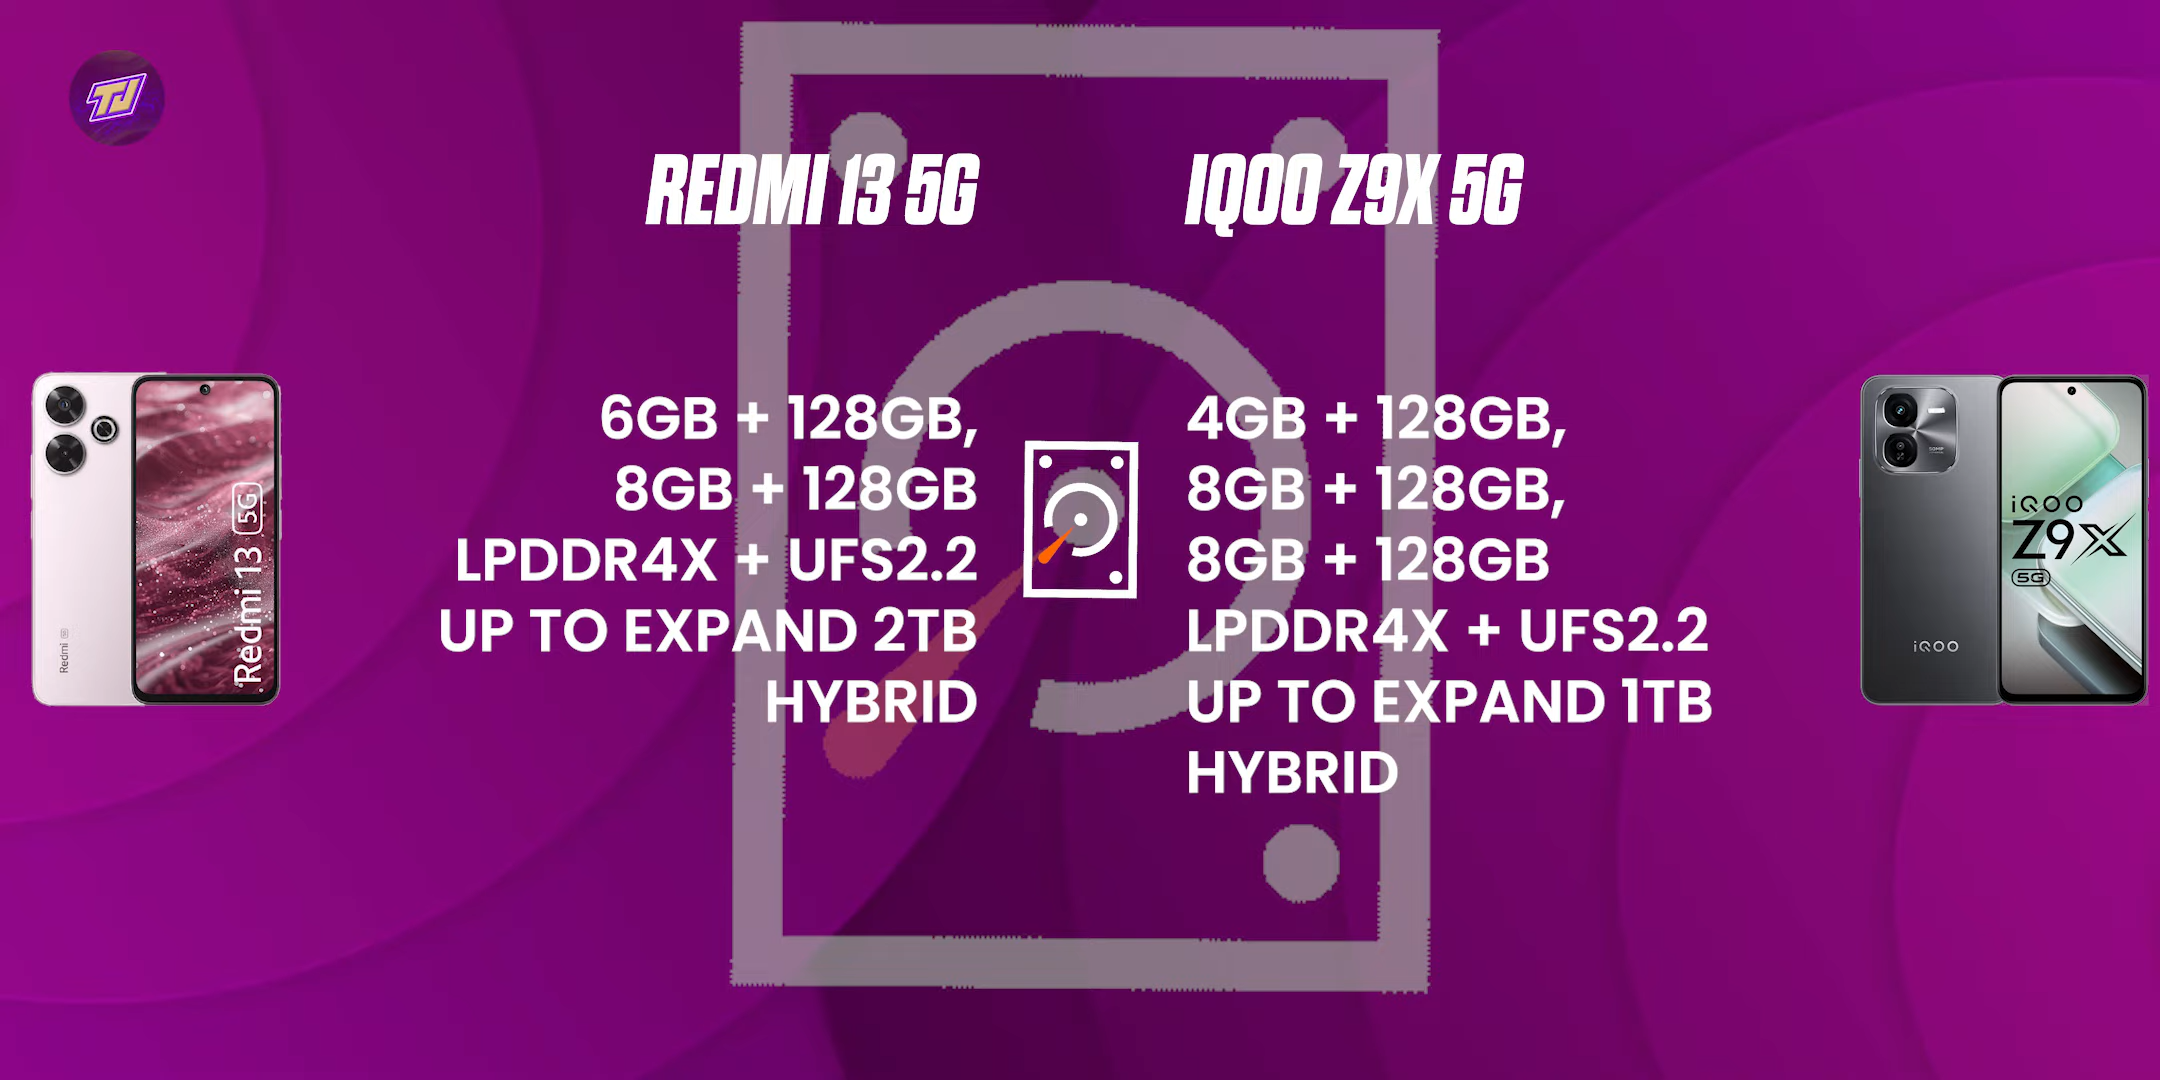 TJ
REDMI 13 5G
6GB + 128GB,
8GB + 128GB
LPDDR4X + UFS2.2
UP TO EXPAND 2TB
HYBRID
IQOO Z9X 5G
4GB + 128GB,
8GB + 128GB,
8GB + 128GB
LPDDR4X + UFS2.2
UP TO EXPAND 1TB
HYBRID
Redmi
Redmi 13 5G
iQOO
iQOO
Z9X
5G